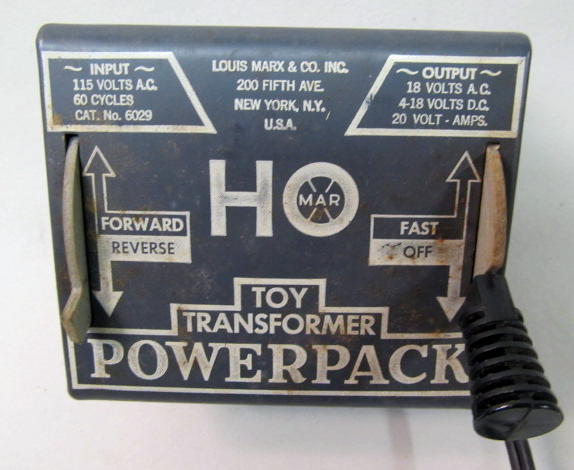 ~ INPUT ~
115 VOLTS A.C.
60 CYCLES
CAT. No. 6029
LOUIS MARX & CO. INC.
200 FIFTH AVE.
NEW YORK, N.Y.
U.S.A.
~ OUTPUT ~
18 VOLTS A.C.
4-18 VOLTS D.C.
20 VOLT - AMPS.
HO
MAR
FORWARD
REVERSE
FAST
OFF
TOY
TRANSFORMER
POWERPACK